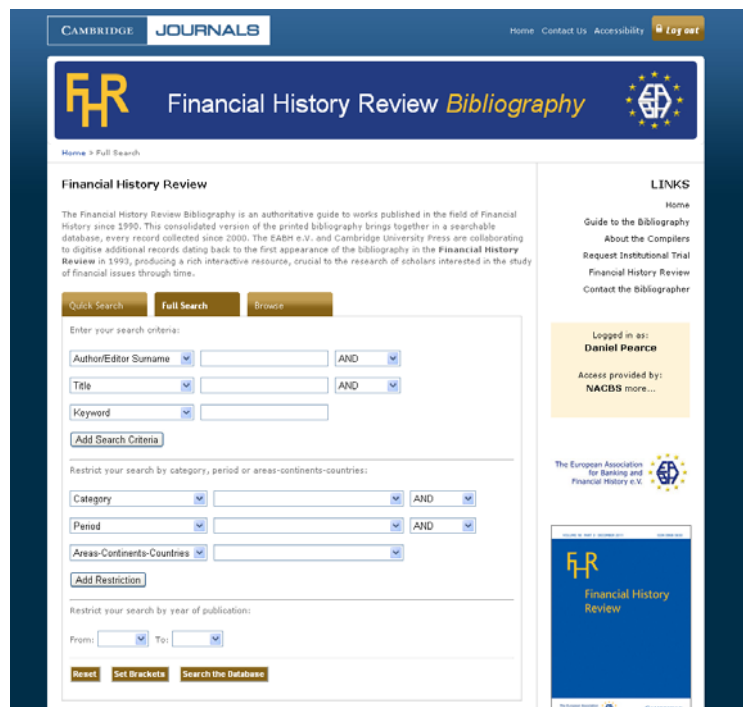 CAMBRIDGE JOURNALS
Home Contact Us Accessibility Log out
FHR Financial History Review Bibliography
Home > Full Search
Financial History Review
The Financial History Review Bibliography is an authoritative guide to works published in the field of Financial
History since 1990. This consolidated version of the printed bibliography brings together in a searchable
database, every record collected since 2000. The EABH e.V. and Cambridge University Press are collaborating
to digitise additional records dating back to the first appearance of the bibliography in the Financial History
Review in 1993, producing a rich interactive resource, crucial to the research of scholars interested in the study
of financial issues through time.
Quick Search Full Search Browse
Enter your search criteria:
Author/Editor Surname AND
Title AND
Keyword
Add Search Criteria
Restrict your search by category, period or areas-continents-countries:
Category AND
Period AND
Areas-Continents-Countries
Add Restriction
Restrict your search by year of publication:
From: To:
Reset Set Brackets Search the Database
LINKS
Home
Guide to the Bibliography
About the Compilers
Request Institutional Trial
Financial History Review
Contact the Bibliographer
Logged in as:
Daniel Pearce
Access provided by:
NACBS more...
The European Association
for Banking and
Financial History e.V.
FHR
Financial History
Review